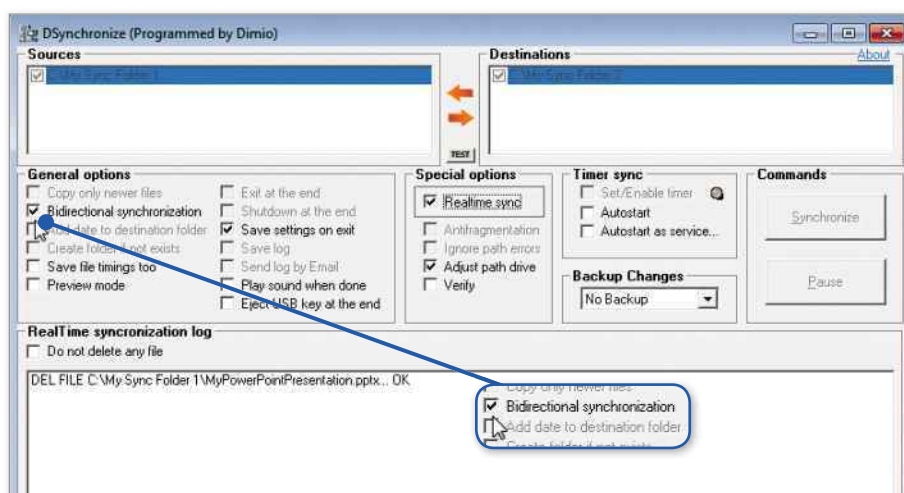 DSynchronize (Programmed by Dimio)
Sources
Destinations
About
C:\My Sync Folder 1
C:\My Sync Folder 2
TEST
General options
Copy only newer files
Bidirectional synchronization
Add date to destination folder
Create folder if not exists
Save file timings too
Preview mode
Exit at the end
Shutdown at the end
Save settings on exit
Save log
Send log by Email
Play sound when done
Eject USB key at the end
Special options
Realtime sync
Antifragmentation
Ignore path errors
Adjust path drive
Verify
Timer sync
Set/Enable timer
Autostart
Autostart as service...
Backup Changes
No Backup
Commands
Synchronize
Pause
RealTime syncronization log
Do not delete any file
DEL FILE C:\My Sync Folder 1\MyPowerPointPresentation.pptx... OK
Copy only newer files
Bidirectional synchronization
Add date to destination folder
Create folder if not exists